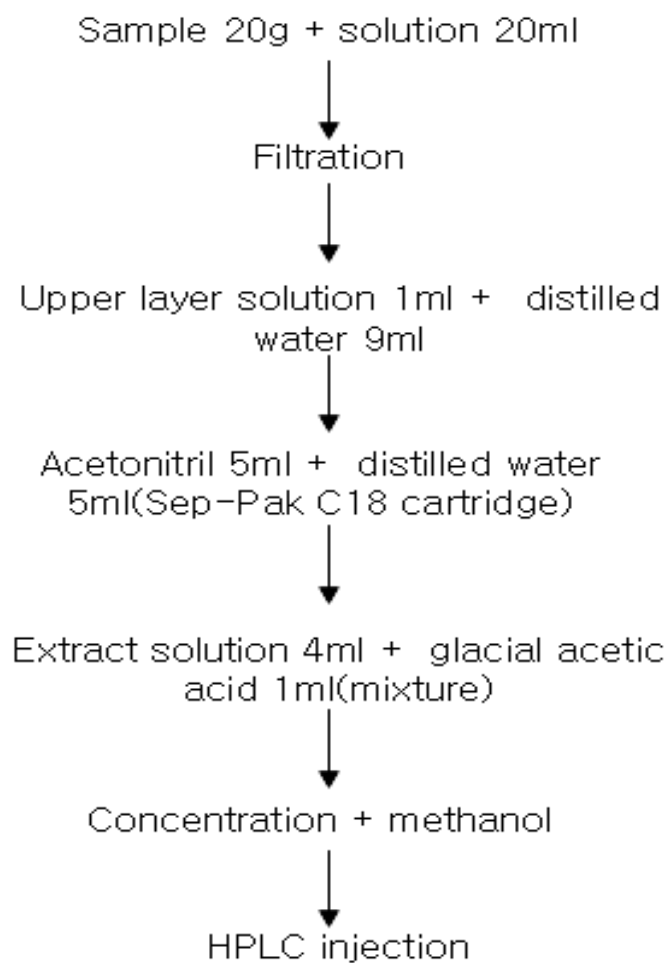 Sample 20g + solution 20ml
Filtration
Upper layer solution 1ml + distilled
water 9ml
Acetonitril 5ml + distilled water
5ml(Sep-Pak C18 cartridge)
Extract solution 4ml + glacial acetic
acid 1ml(mixture)
Concentration + methanol
HPLC injection